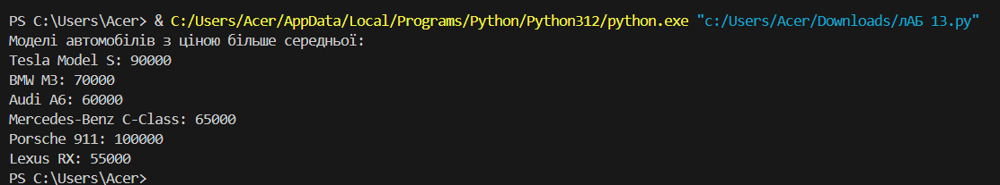 PS C:\Users\Acer> & C:/Users/Acer/AppData/Local/Programs/Python/Python312/python.exe "c:/Users/Acer/Downloads/лАБ 13.py"
Моделі автомобілів з ціною більше середньої:
Tesla Model S: 90000
BMW M3: 70000
Audi A6: 60000
Mercedes-Benz C-Class: 65000
Porsche 911: 100000
Lexus RX: 55000
PS C:\Users\Acer>